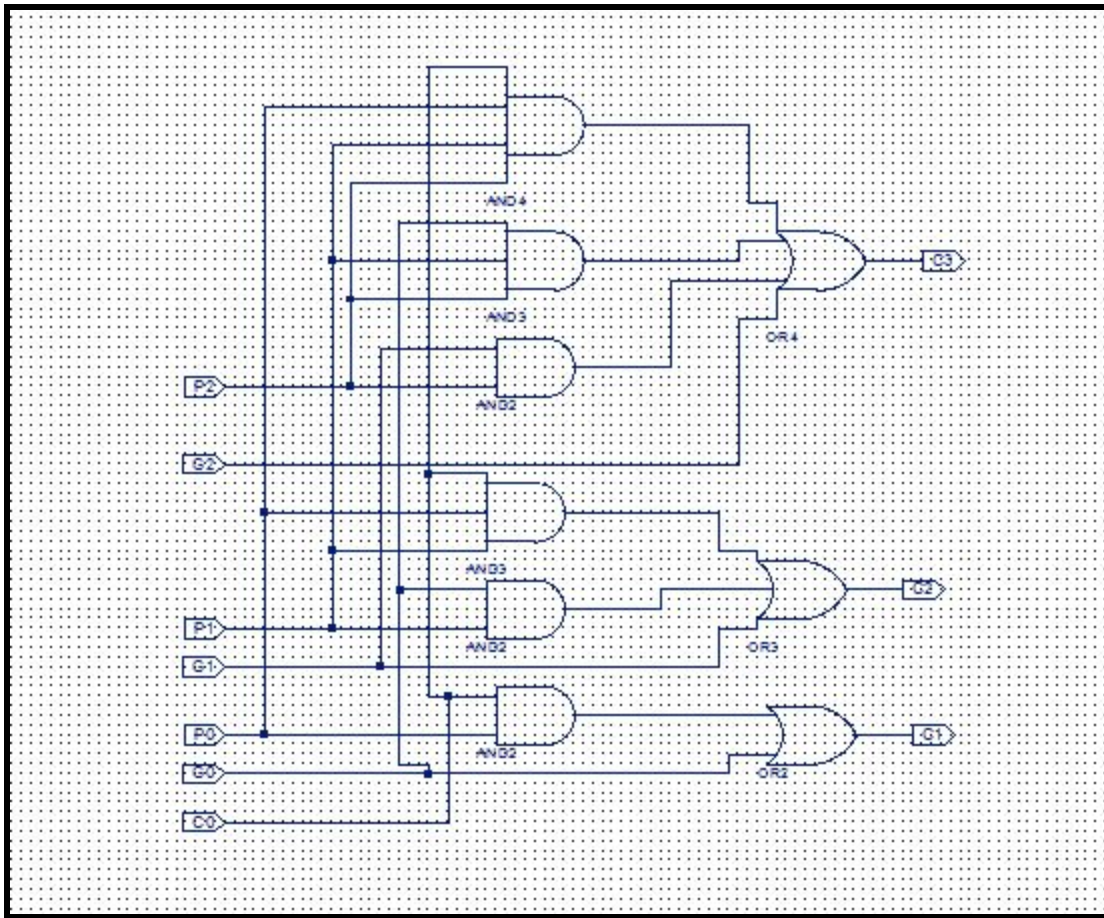 AND4
C3
AND3
OR4
P2
AND2
G2
AND3
C2
P1
AND2
OR3
G1
P0
C1
AND2
G0
OR2
C0